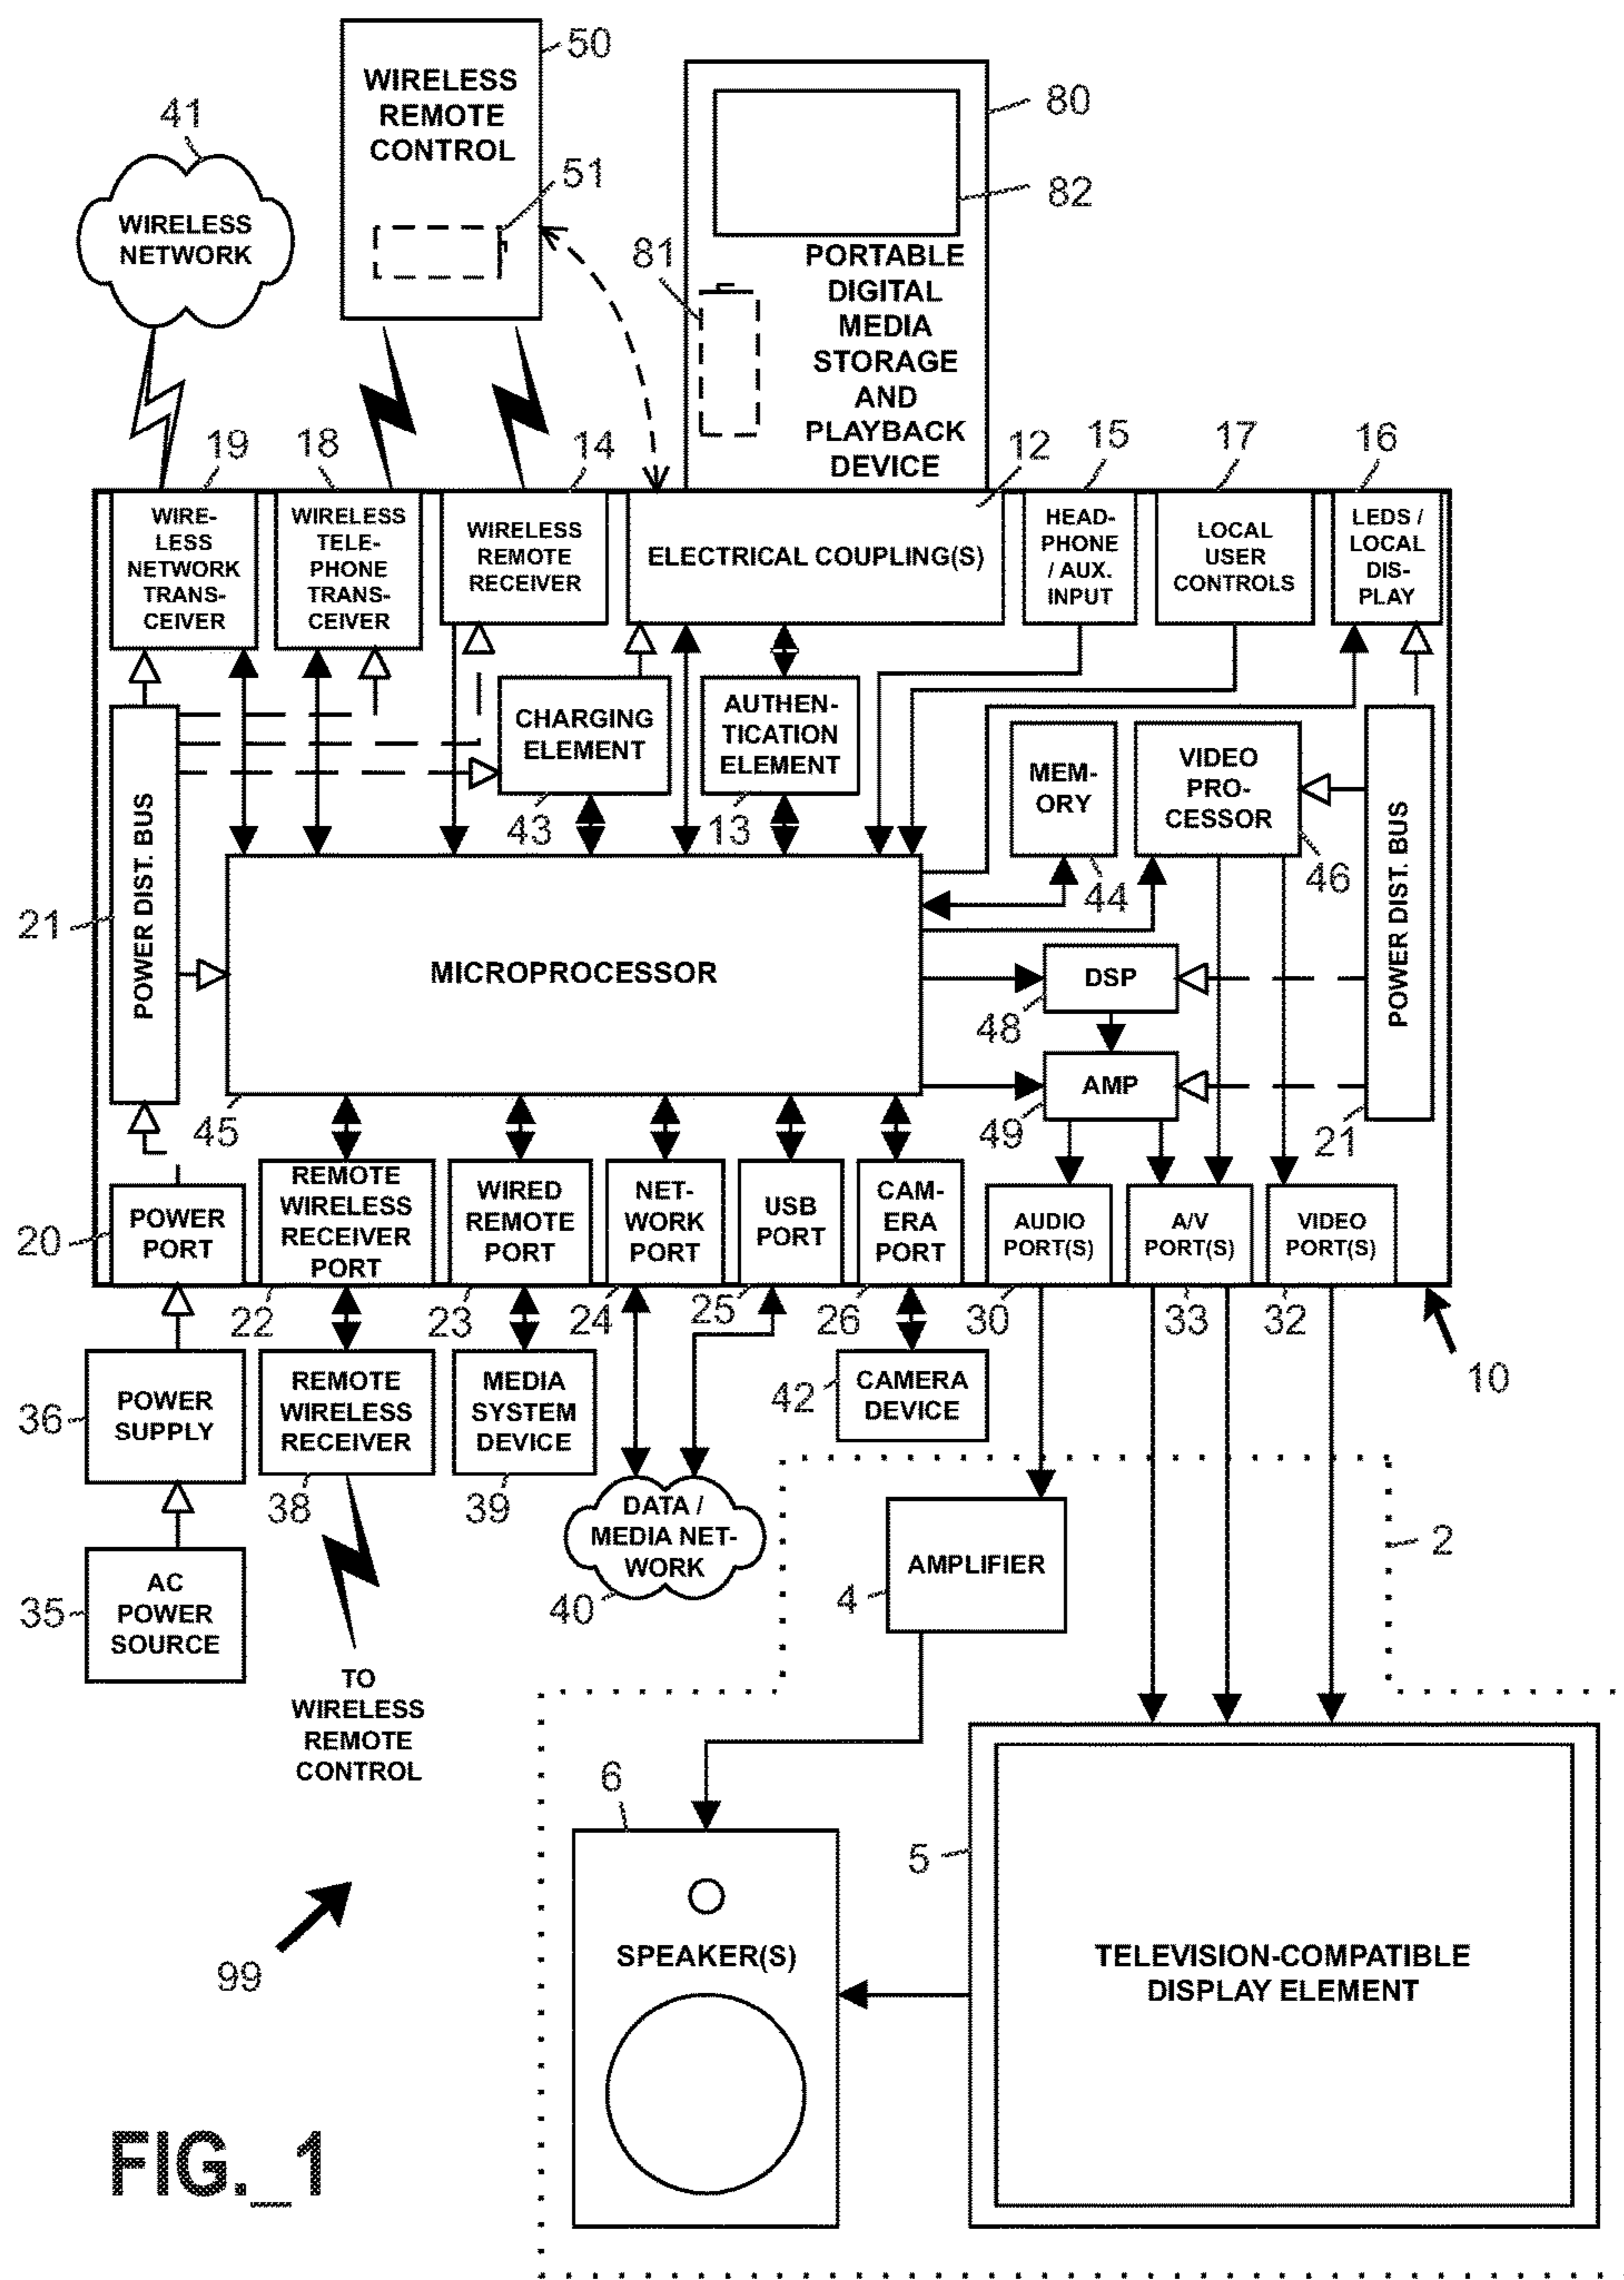 50
WIRELESS
REMOTE
CONTROL
51
41
WIRELESS
NETWORK
80
82
81
PORTABLE
DIGITAL
MEDIA
STORAGE
AND
PLAYBACK
DEVICE
19
18
14
12
15
17
16
WIRE-
LESS
NETWORK
TRANS-
CEIVER
WIRELESS
TELE-
PHONE
TRANS-
CEIVER
WIRELESS
REMOTE
RECEIVER
ELECTRICAL COUPLING(S)
HEAD-
PHONE
/ AUX.
INPUT
LOCAL
USER
CONTROLS
LEDS /
LOCAL
DIS-
PLAY
CHARGING
ELEMENT
43
AUTHEN-
TICATION
ELEMENT
13
MEM-
ORY
44
VIDEO
PRO-
CESSOR
46
21
POWER DIST. BUS
MICROPROCESSOR
45
DSP
48
AMP
49
POWER DIST. BUS
21
20
POWER
PORT
REMOTE
WIRELESS
RECEIVER
PORT
WIRED
REMOTE
PORT
NET-
WORK
PORT
USB
PORT
CAM-
ERA
PORT
AUDIO
PORT(S)
A/V
PORT(S)
VIDEO
PORT(S)
22
23
24
25
26
30
33
32
10
36
POWER
SUPPLY
REMOTE
WIRELESS
RECEIVER
38
MEDIA
SYSTEM
DEVICE
39
42
CAMERA
DEVICE
35
AC
POWER
SOURCE
DATA /
MEDIA NET-
WORK
40
AMPLIFIER
4
2
TO
WIRELESS
REMOTE
CONTROL
6
SPEAKER(S)
5
TELEVISION-COMPATIBLE
DISPLAY ELEMENT
99
FIG._1